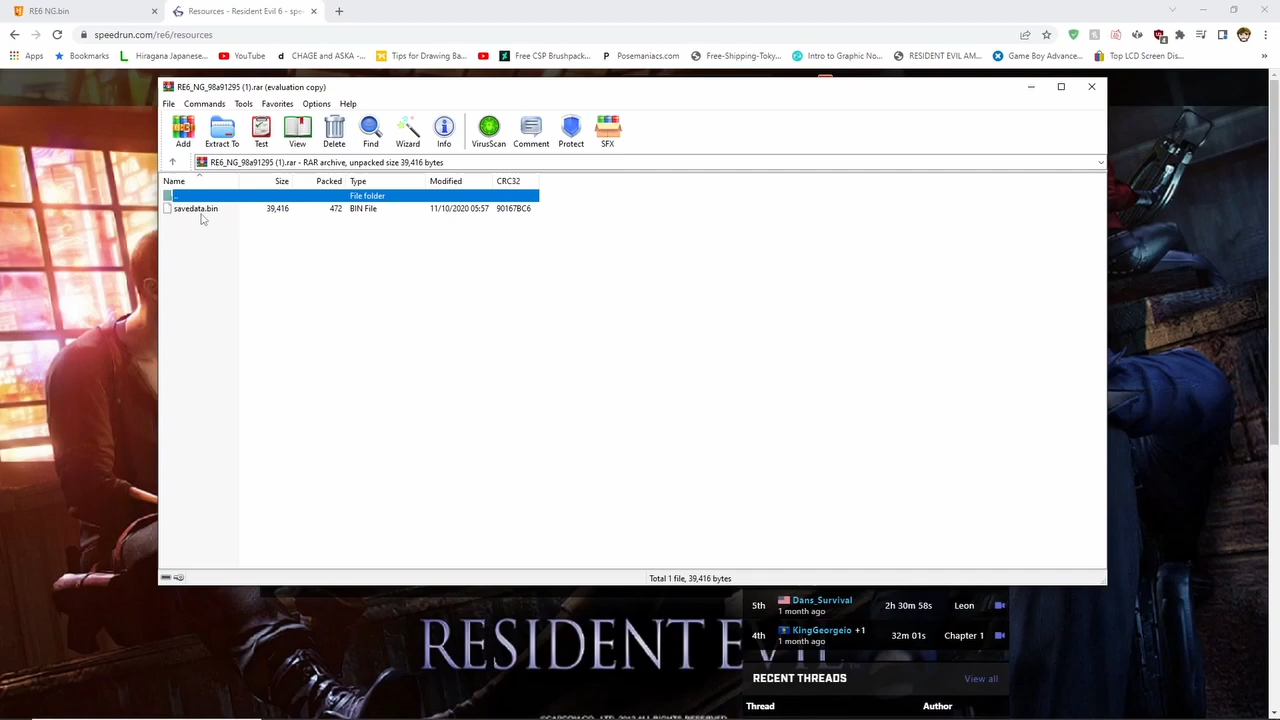 RE6 NG.bin
Resources - Resident Evil 6 - spe
speedrun.com/re6/resources
Apps Bookmarks Hiragana Japanese... YouTube CHAGE and ASKA -... Tips for Drawing Ba... Free CSP Brushpack... Posemaniacs.com Free-Shipping-Tokyo... Intro to Graphic No... RESIDENT EVIL AM... Game Boy Advance... Top LCD Screen Dis... »
RE6_NG_98a91295 (1).rar (evaluation copy)
File Commands Tools Favorites Options Help
Add Extract To Test View Delete Find Wizard Info VirusScan Comment Protect SFX
RE6_NG_98a91295 (1).rar - RAR archive, unpacked size 39,416 bytes
Name Size Packed Type Modified CRC32
.. File folder
savedata.bin 39,416 472 BIN File 11/10/2020 05:57 90167BC6
Total 1 file, 39,416 bytes
5th Dans_Survival 2h 30m 58s Leon
1 month ago
4th KingGeorgeio +1 32m 01s Chapter 1
1 month ago
RESIDENT EVIL
RECENT THREADS View all
Thread Author